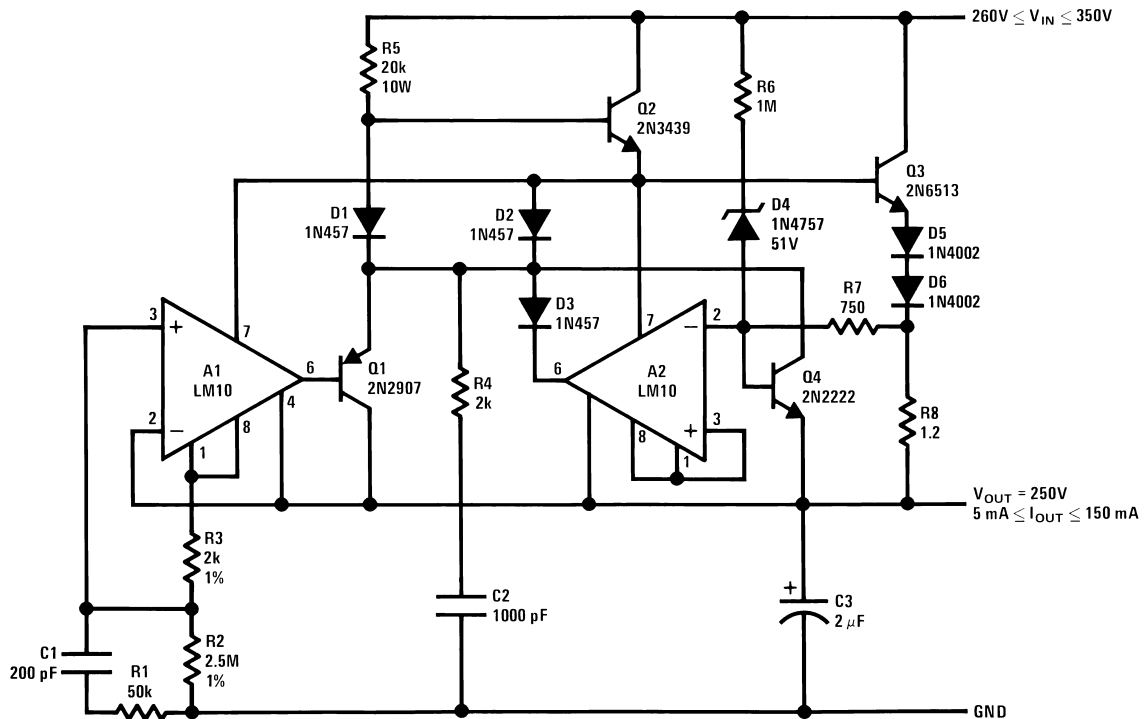 260V ≤ VIN ≤ 350V
R5
20k
10W
Q2
2N3439
R6
1M
Q3
2N6513
D1
1N457
D2
1N457
D4
1N4757
51V
D5
1N4002
D6
1N4002
R7
750
3
+
7
D3
1N457
7
−
2
A1
LM10
6
Q1
2N2907
R4
2k
6
A2
LM10
Q4
2N2222
4
2
−
8
1
8
+
3
1
R8
1.2
VOUT = 250V
5 mA ≤ IOUT ≤ 150 mA
R3
2k
1%
C2
1000 pF
+
C3
2 μF
C1
200 pF
R2
2.5M
1%
R1
50k
GND